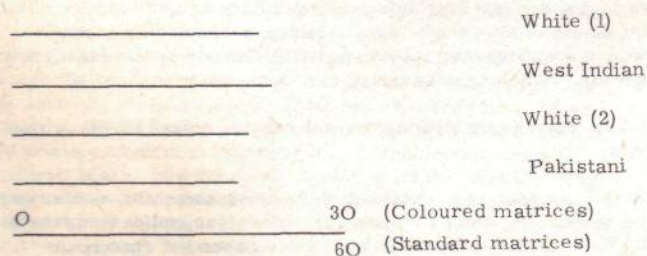 White (1)
West Indian
White (2)
Pakistani
O 3O (Coloured matrices)
6O (Standard matrices)